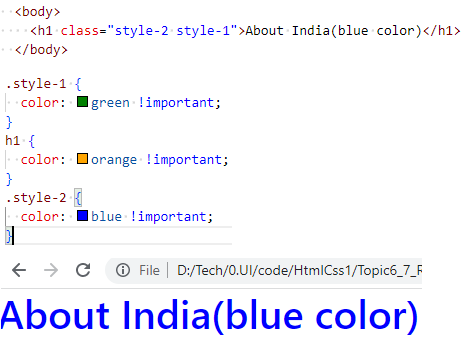 <body>
<h1 class="style-2 style-1">About India(blue color)</h1>
</body>
.style-1 {
color: green !important;
}
h1 {
color: orange !important;
}
.style-2 {
color: blue !important;
}
File | D:/Tech/0.UI/code/HtmlCss1/Topic6_7_R
About India(blue color)